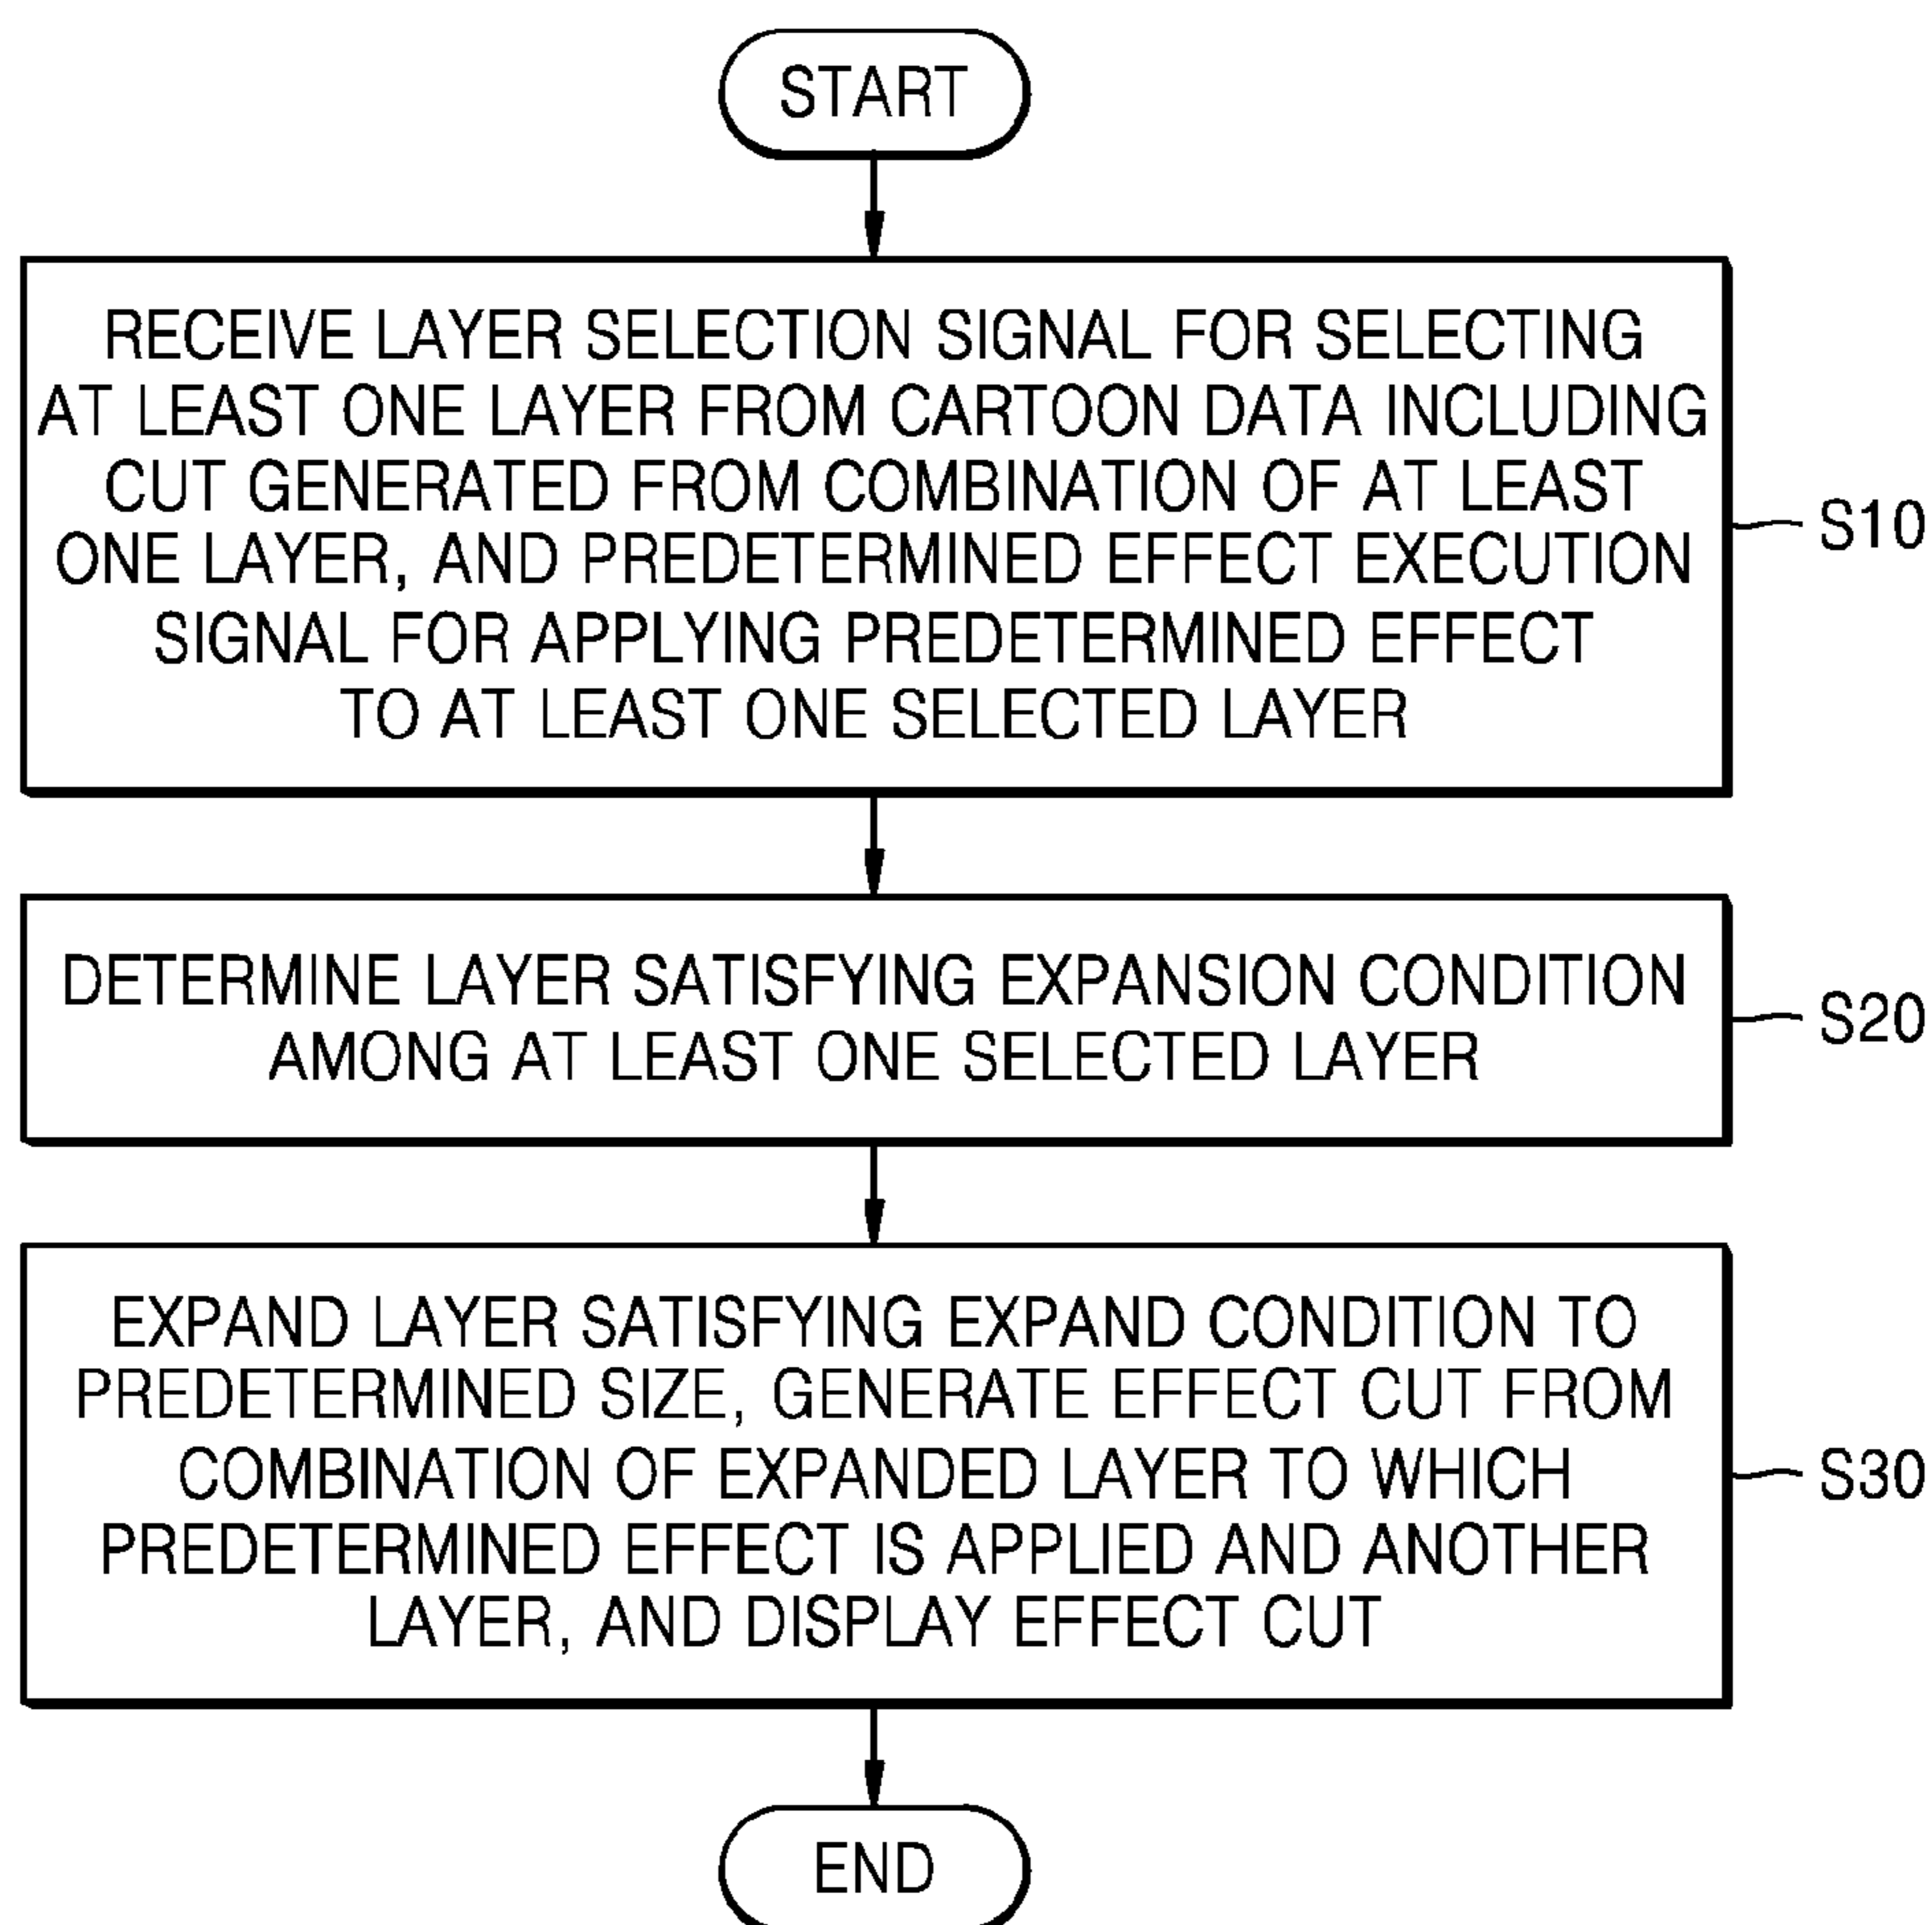 START
RECEIVE LAYER SELECTION SIGNAL FOR SELECTING
AT LEAST ONE LAYER FROM CARTOON DATA INCLUDING
CUT GENERATED FROM COMBINATION OF AT LEAST
ONE LAYER, AND PREDETERMINED EFFECT EXECUTION
SIGNAL FOR APPLYING PREDETERMINED EFFECT
TO AT LEAST ONE SELECTED LAYER
S10
DETERMINE LAYER SATISFYING EXPANSION CONDITION
AMONG AT LEAST ONE SELECTED LAYER
S20
EXPAND LAYER SATISFYING EXPAND CONDITION TO
PREDETERMINED SIZE, GENERATE EFFECT CUT FROM
COMBINATION OF EXPANDED LAYER TO WHICH
PREDETERMINED EFFECT IS APPLIED AND ANOTHER
LAYER, AND DISPLAY EFFECT CUT
S30
END